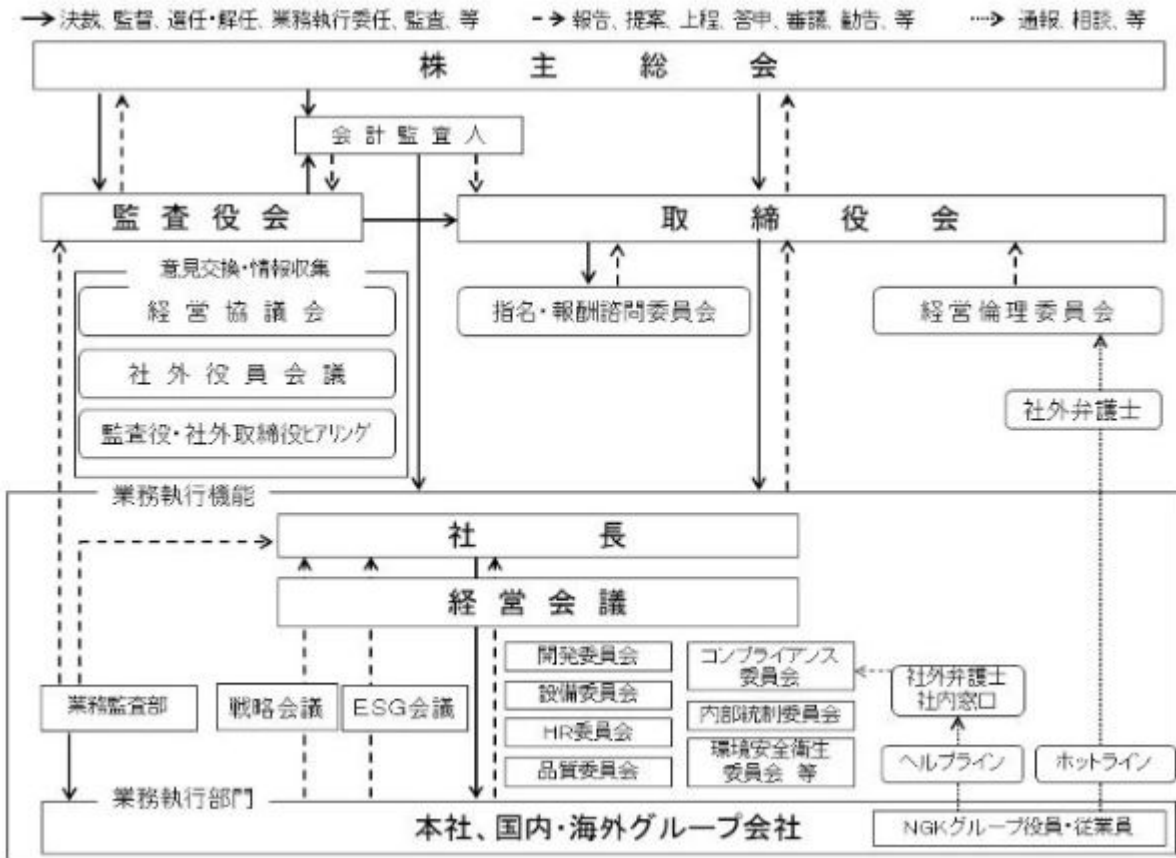 決裁、監督、選任・解任、業務執行委任、監査、等 報告、提案、上程、答申、審議、勧告、等 通報、相談、等
株主総会
会計監査人
監査役会 取締役会
意見交換・情報収集
経営協議会 指名・報酬諮問委員会 経営倫理委員会
社外役員会議
社外弁護士
監査役・社外取締役ヒアリング
業務執行機能
社長
経営会議
開発委員会 コンプライアンス
委員会
社外弁護士
社内窓口
業務監査部 戦略会議 ESG会議 設備委員会 内部統制委員会
HR委員会
品質委員会 環境安全衛生
委員会 等
ヘルプライン ホットライン
業務執行部門
本社、国内・海外グループ会社 NGKグループ役員・従業員